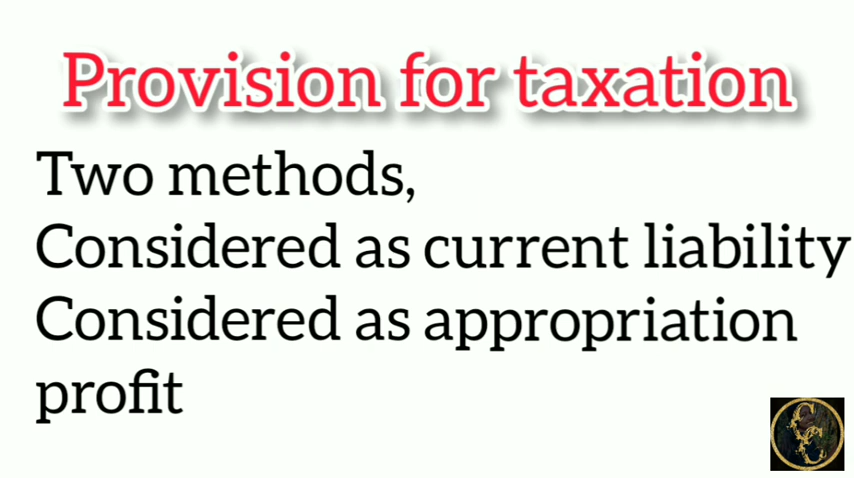 Provision for taxation
Two methods,
Considered as current liability
Considered as appropriation
profit